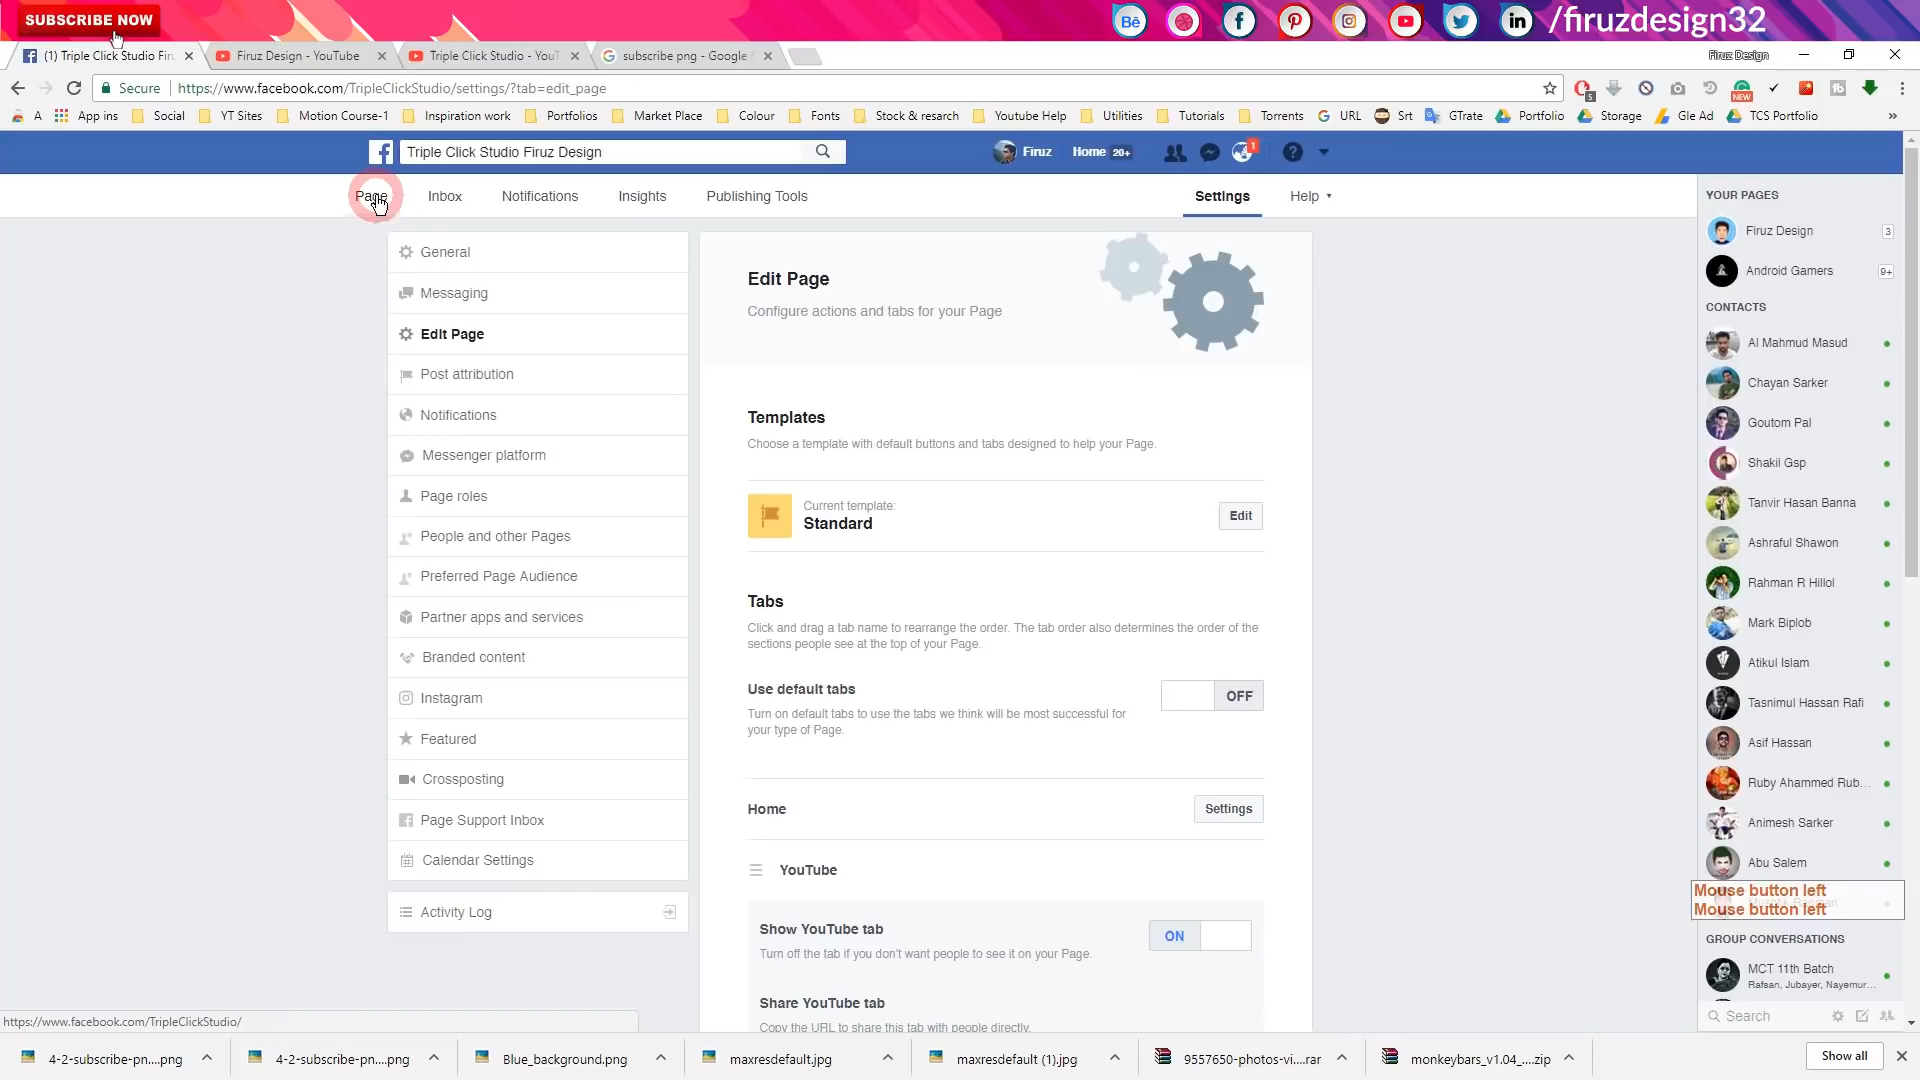 SUBSCRIBE NOW
Bē
in
/firuzdesign32
(1) Triple Click Studio Fir
Firuz Design - YouTube
Triple Click Studio - YouT
subscribe png - Google S
Firuz Design
Secure
https://www.facebook.com/TripleClickStudio/settings/?tab=edit_page
5
NEW
A
App ins
Social
YT Sites
Motion Course-1
Inspiration work
Portfolios
Market Place
Colour
Fonts
Stock & resarch
Youtube Help
Utilities
Tutorials
Torrents
URL
Srt
GTrate
Portfolio
Storage
Gle Ad
TCS Portfolio
»
Triple Click Studio Firuz Design
Firuz
Home 20+
1
Page
Inbox
Notifications
Insights
Publishing Tools
Settings
Help
General
Messaging
Edit Page
Post attribution
Notifications
Messenger platform
Page roles
People and other Pages
Preferred Page Audience
Partner apps and services
Branded content
Instagram
Featured
Crossposting
Page Support Inbox
Calendar Settings
Activity Log
Edit Page
Configure actions and tabs for your Page
Templates
Choose a template with default buttons and tabs designed to help your Page.
Current template:
Standard
Edit
Tabs
Click and drag a tab name to rearrange the order. The tab order also determines the order of the
sections people see at the top of your Page.
Use default tabs
OFF
Turn on default tabs to use the tabs we think will be most successful for
your type of Page.
Home
Settings
YouTube
Show YouTube tab
ON
Turn off the tab if you don't want people to see it on your Page.
Share YouTube tab
Copy the URL to share this tab with people directly.
YOUR PAGES
Firuz Design 3
Android Gamers 9+
CONTACTS
Al Mahmud Masud
Chayan Sarker
Goutom Pal
Shakil Gsp
Tanvir Hasan Banna
Ashraful Shawon
Rahman R Hillol
Mark Biplob
Atikul Islam
Tasnimul Hassan Rafi
Asif Hassan
Ruby Ahammed Rub...
Animesh Sarker
Abu Salem
Mouse button left
Mouse button left
GROUP CONVERSATIONS
MCT 11th Batch
Rafsan, Jubayer, Nayemur...
Search
https://www.facebook.com/TripleClickStudio/
4-2-subscribe-pn....png
4-2-subscribe-pn....png
Blue_background.png
maxresdefault.jpg
maxresdefault (1).jpg
9557650-photos-vi....rar
monkeybars_v1.04_....zip
Show all